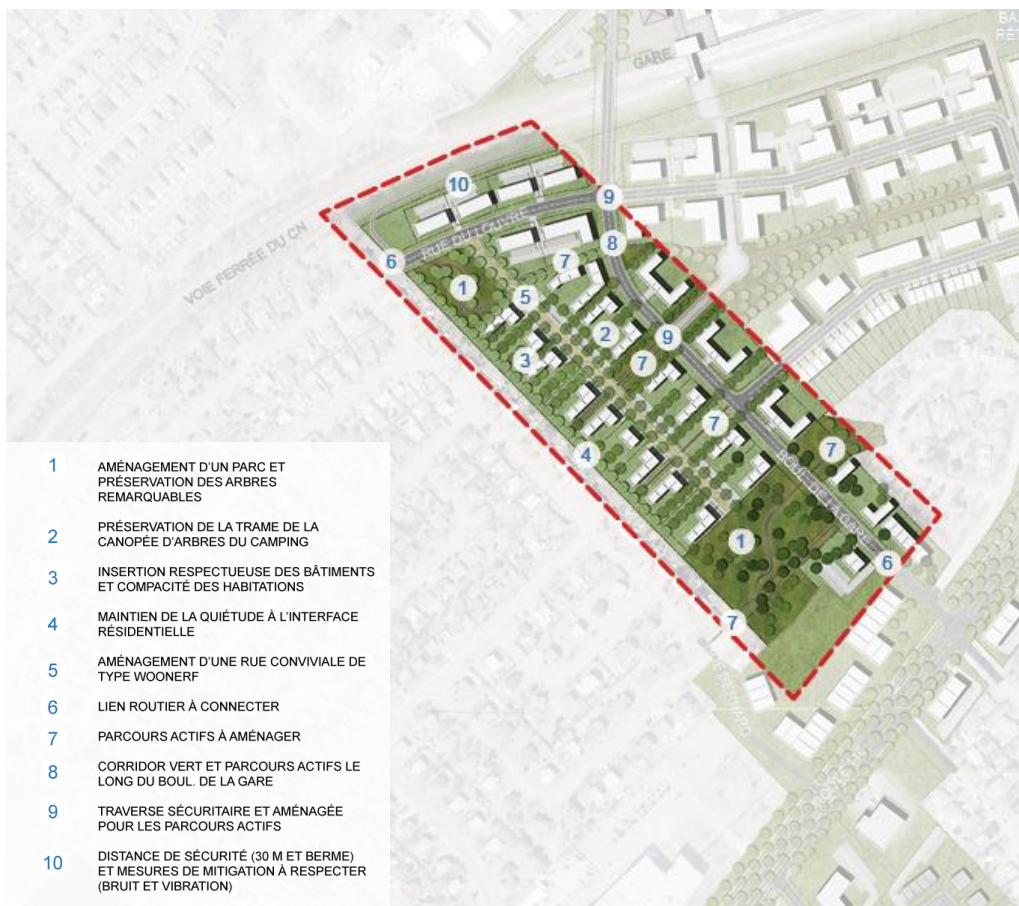 BA
RÉT
GARE
10
9
VOIE FERRÉE DU CN
RUE DU LOUVRE
8
6
7
1
5
2
9
3
7
7
4
7
BOUL. DE LA GARE
1
6
7
1 AMÉNAGEMENT D'UN PARC ET
PRÉSERVATION DES ARBRES
REMARQUABLES
2 PRÉSERVATION DE LA TRAME DE LA
CANOPÉE D'ARBRES DU CAMPING
3 INSERTION RESPECTUEUSE DES BÂTIMENTS
ET COMPACITÉ DES HABITATIONS
4 MAINTIEN DE LA QUIÉTUDE À L'INTERFACE
RÉSIDENTIELLE
5 AMÉNAGEMENT D'UNE RUE CONVIVIALE DE
TYPE WOONERF
6 LIEN ROUTIER À CONNECTER
7 PARCOURS ACTIFS À AMÉNAGER
8 CORRIDOR VERT ET PARCOURS ACTIFS LE
LONG DU BOUL. DE LA GARE
9 TRAVERSE SÉCURITAIRE ET AMÉNAGÉE
POUR LES PARCOURS ACTIFS
10 DISTANCE DE SÉCURITÉ (30 M ET BERME)
ET MESURES DE MITIGATION À RESPECTER
(BRUIT ET VIBRATION)